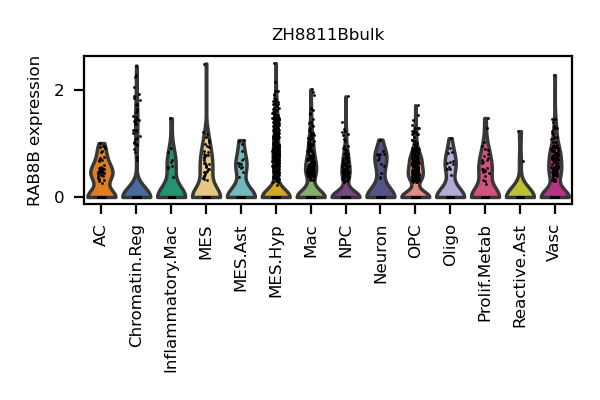 ZH8811Bbulk
RAB8B expression
2
0
AC
Chromatin.Reg
Inflammatory.Mac
MES
MES.Ast
MES.Hyp
Mac
NPC
Neuron
OPC
Oligo
Prolif.Metab
Reactive.Ast
Vasc